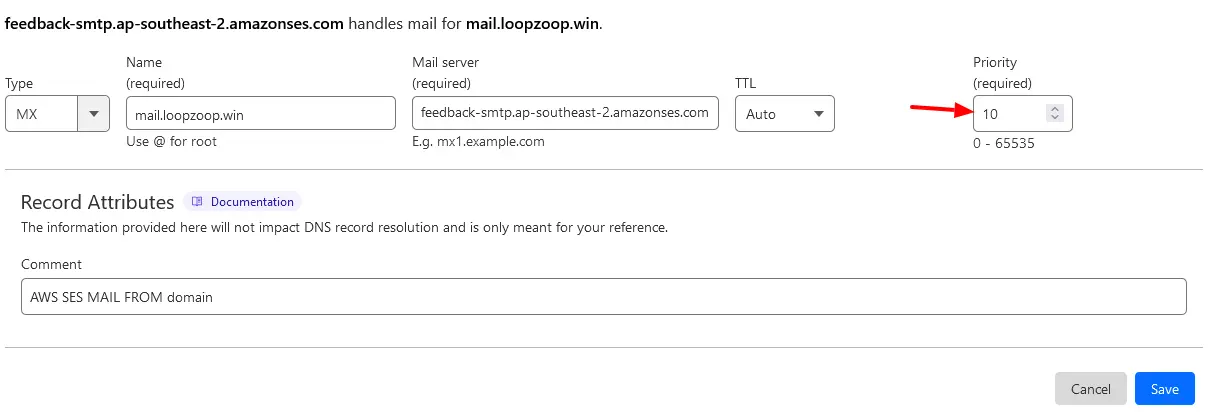 feedback-smtp.ap-southeast-2.amazonses.com handles mail for mail.loopzoop.win.
Type
Name
(required)
Mail server
(required)
TTL
Priority
(required)
MX
mail.loopzoop.win
feedback-smtp.ap-southeast-2.amazonses.com
Auto
10
Use @ for root
E.g. mx1.example.com
0 - 65535
Record Attributes
Documentation
The information provided here will not impact DNS record resolution and is only meant for your reference.
Comment
AWS SES MAIL FROM domain
Cancel
Save